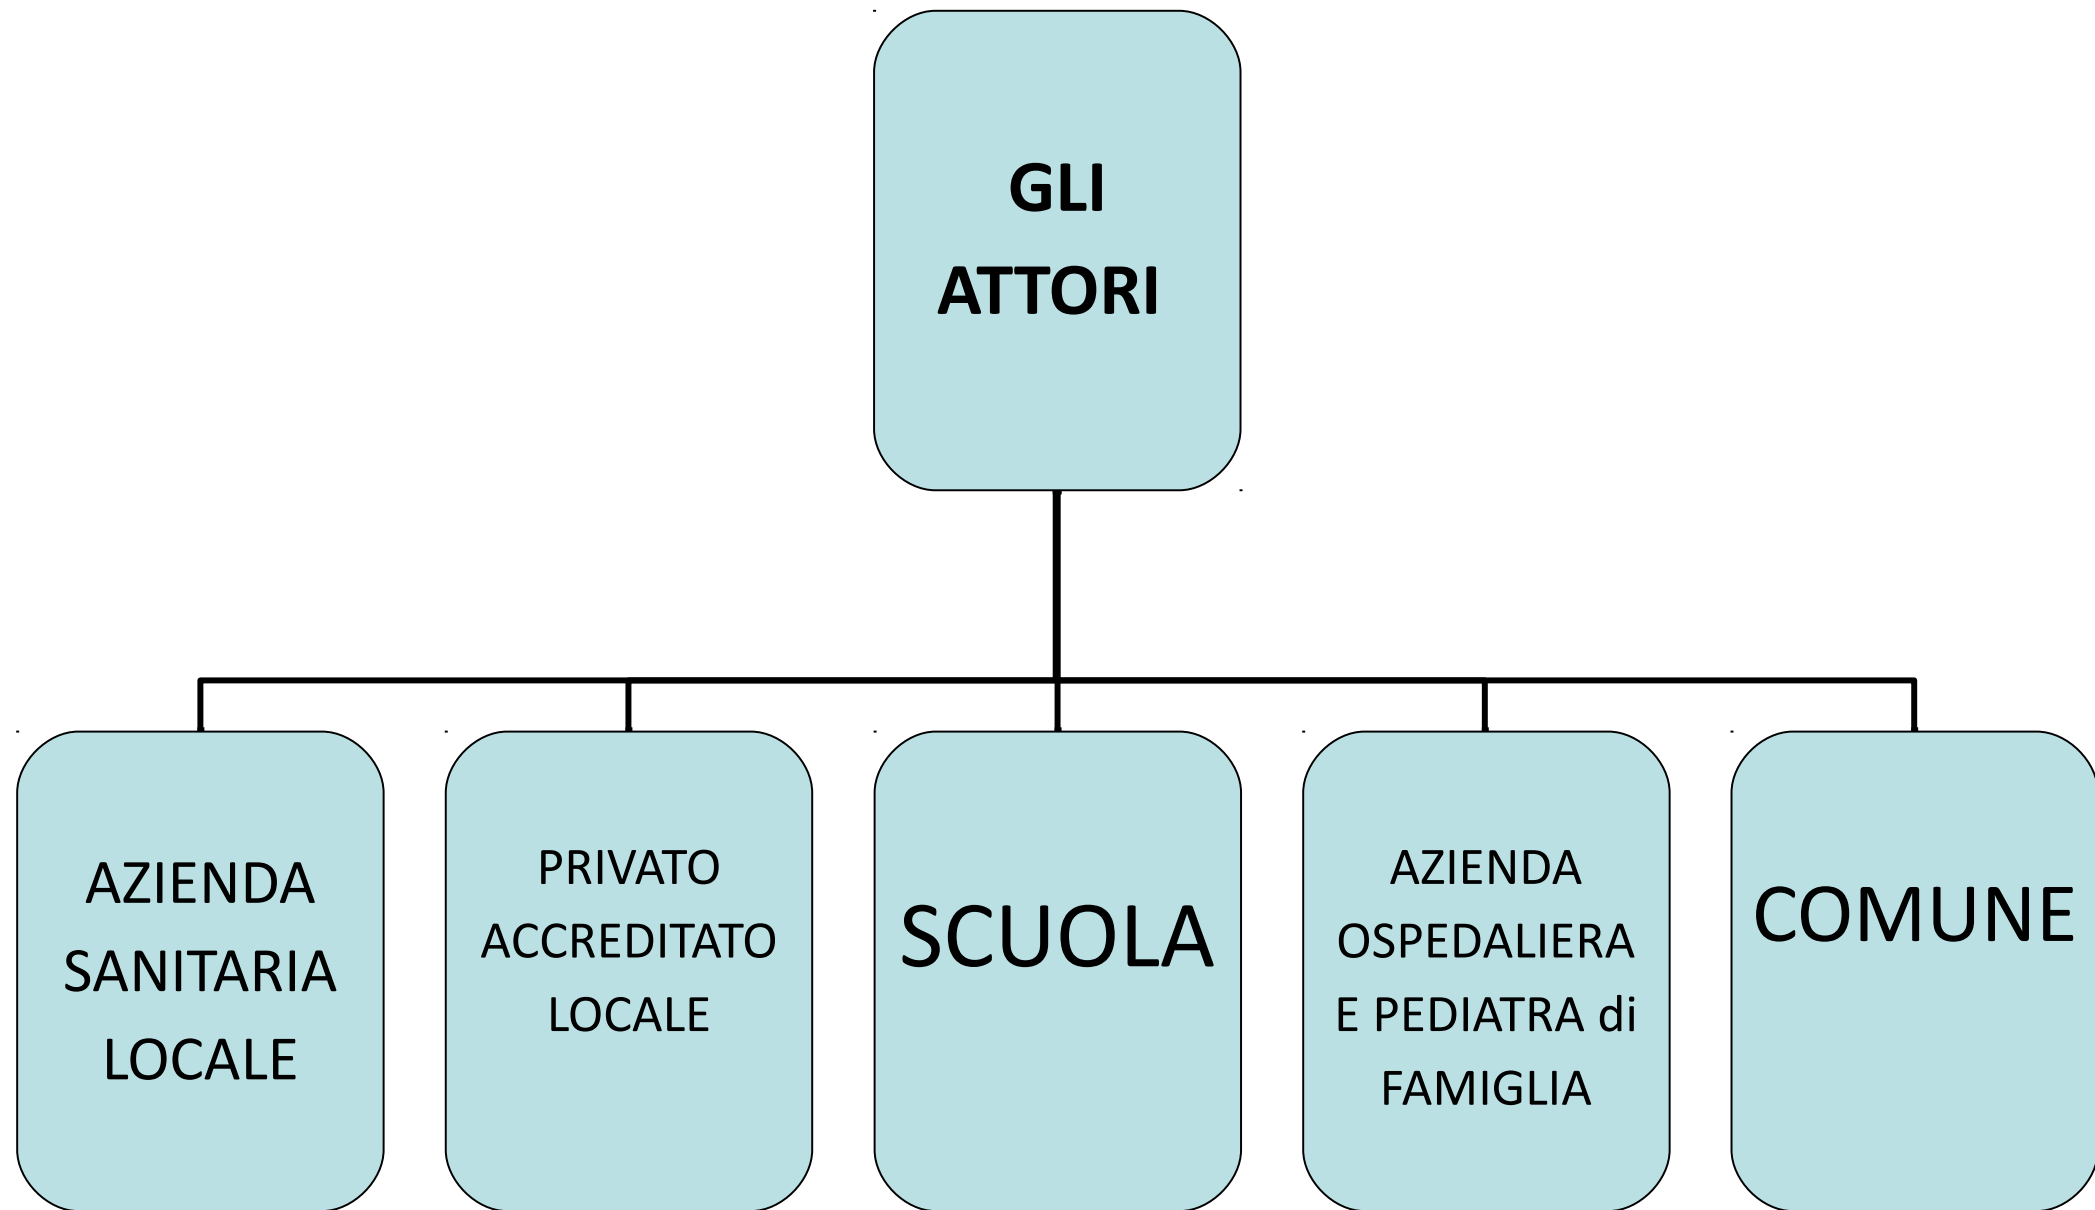 GLI
ATTORI
AZIENDA
SANITARIA
LOCALE
PRIVATO
ACCREDITATO
LOCALE
SCUOLA
AZIENDA
OSPEDALIERA
E PEDIATRA di
FAMIGLIA
COMUNE